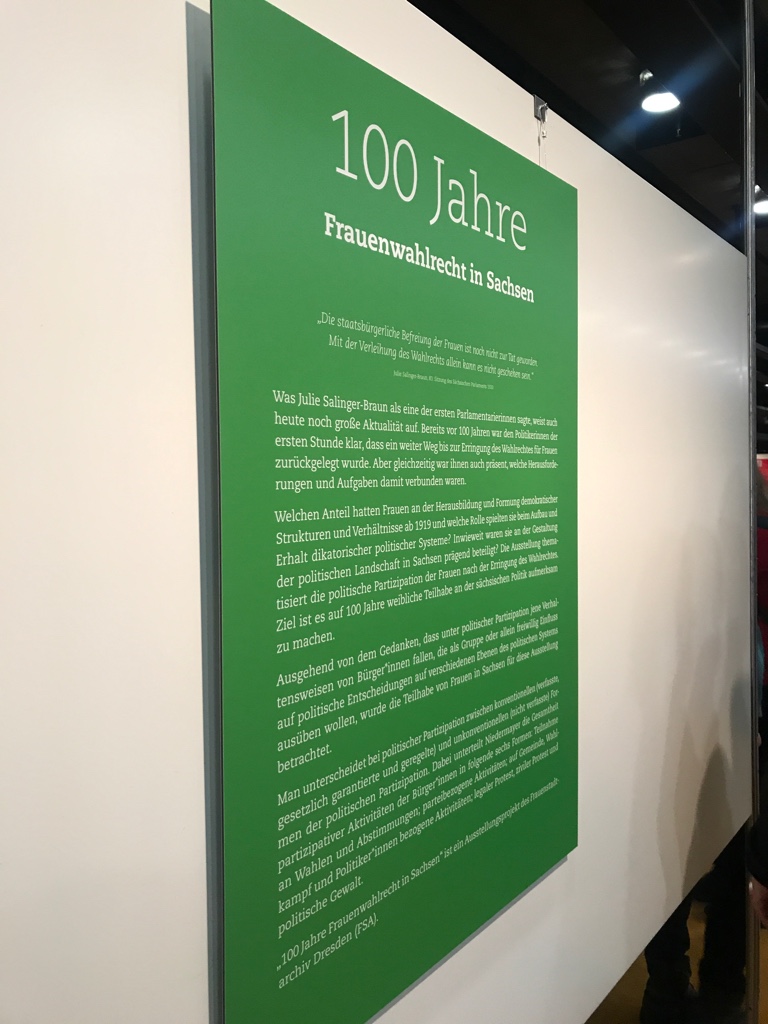 100 Jahre
Frauenwahlrecht in Sachsen
„Die staatsbürgerliche Befreiung der Frauen ist noch nicht zur Tat geworden.
Mit der Verleihung des Wahlrechts allein kann es nicht geschehen sein.“
Julie Salinger-Braun, Sitzung des Sächsischen Parlamentes
Was Julie Salinger-Braun als eine der ersten Parlamentarierinnen sagte, weist auch
heute noch große Aktualität auf. Bereits vor 100 Jahren war den Politikerinnen der
ersten Stunde klar, dass ein weiter Weg bis zur Erringung des Wahlrechtes für Frauen
zurückgelegt wurde. Aber gleichzeitig war ihnen auch präsent, welche Herausforde-
rungen und Aufgaben damit verbunden waren.
Welchen Anteil hatten Frauen an der Herausbildung und Formung demokratischer
Strukturen und Verhältnisse ab 1919 und welche Rolle spielten sie beim Aufbau und
Erhalt dikatorischer politischer Systeme? Inwieweit waren sie an der Gestaltung
der politischen Landschaft in Sachsen prägend beteiligt? Die Ausstellung thema-
tisiert die politische Partizipation der Frauen nach der Erringung des Wahlrechtes.
Ziel ist es auf 100 Jahre weibliche Teilhabe an der sächsischen Politik aufmerksam
zu machen.
Ausgehend von dem Gedanken, dass unter politischer Partizipation jene Verhal-
tensweisen von Bürger*innen fallen, die als Gruppe oder allein freiwillig Einfluss
auf politische Entscheidungen auf verschiedenen Ebenen des politischen Systems
ausüben wollen, wurde die Teilhabe von Frauen in Sachsen für diese Ausstellung
betrachtet.
Man unterscheidet bei politischer Partizipation zwischen konventionellen (verfasste,
gesetzlich garantierte und geregelte) und unkonventionellen (nicht verfasste) For-
men der politischen Partizipation. Dabei unterteilt Niedermayer die Gesamtheit
partizipativer Aktivitäten der Bürger*innen in folgende sechs Formen: Teilnahme
an Wahlen und Abstimmungen; parteibezogene Aktivitäten; auf Gemeinde, Wahl-
kampf und Politiker*innen bezogene Aktivitäten; legaler Protest, ziviler Protest und
politische Gewalt.
„100 Jahre Frauenwahlrecht in Sachsen“ ist ein Ausstellungsprojekt des Frauenstadt-
archiv Dresden (FSA).